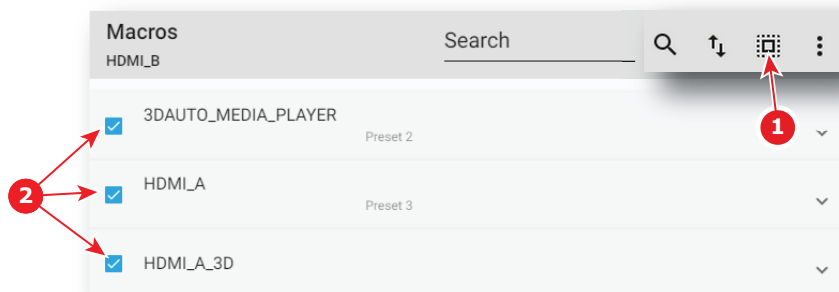 Macros
HDMI_B
Search
1
3DAUTO_MEDIA_PLAYER
Preset 2
2
HDMI_A
Preset 3
HDMI_A_3D